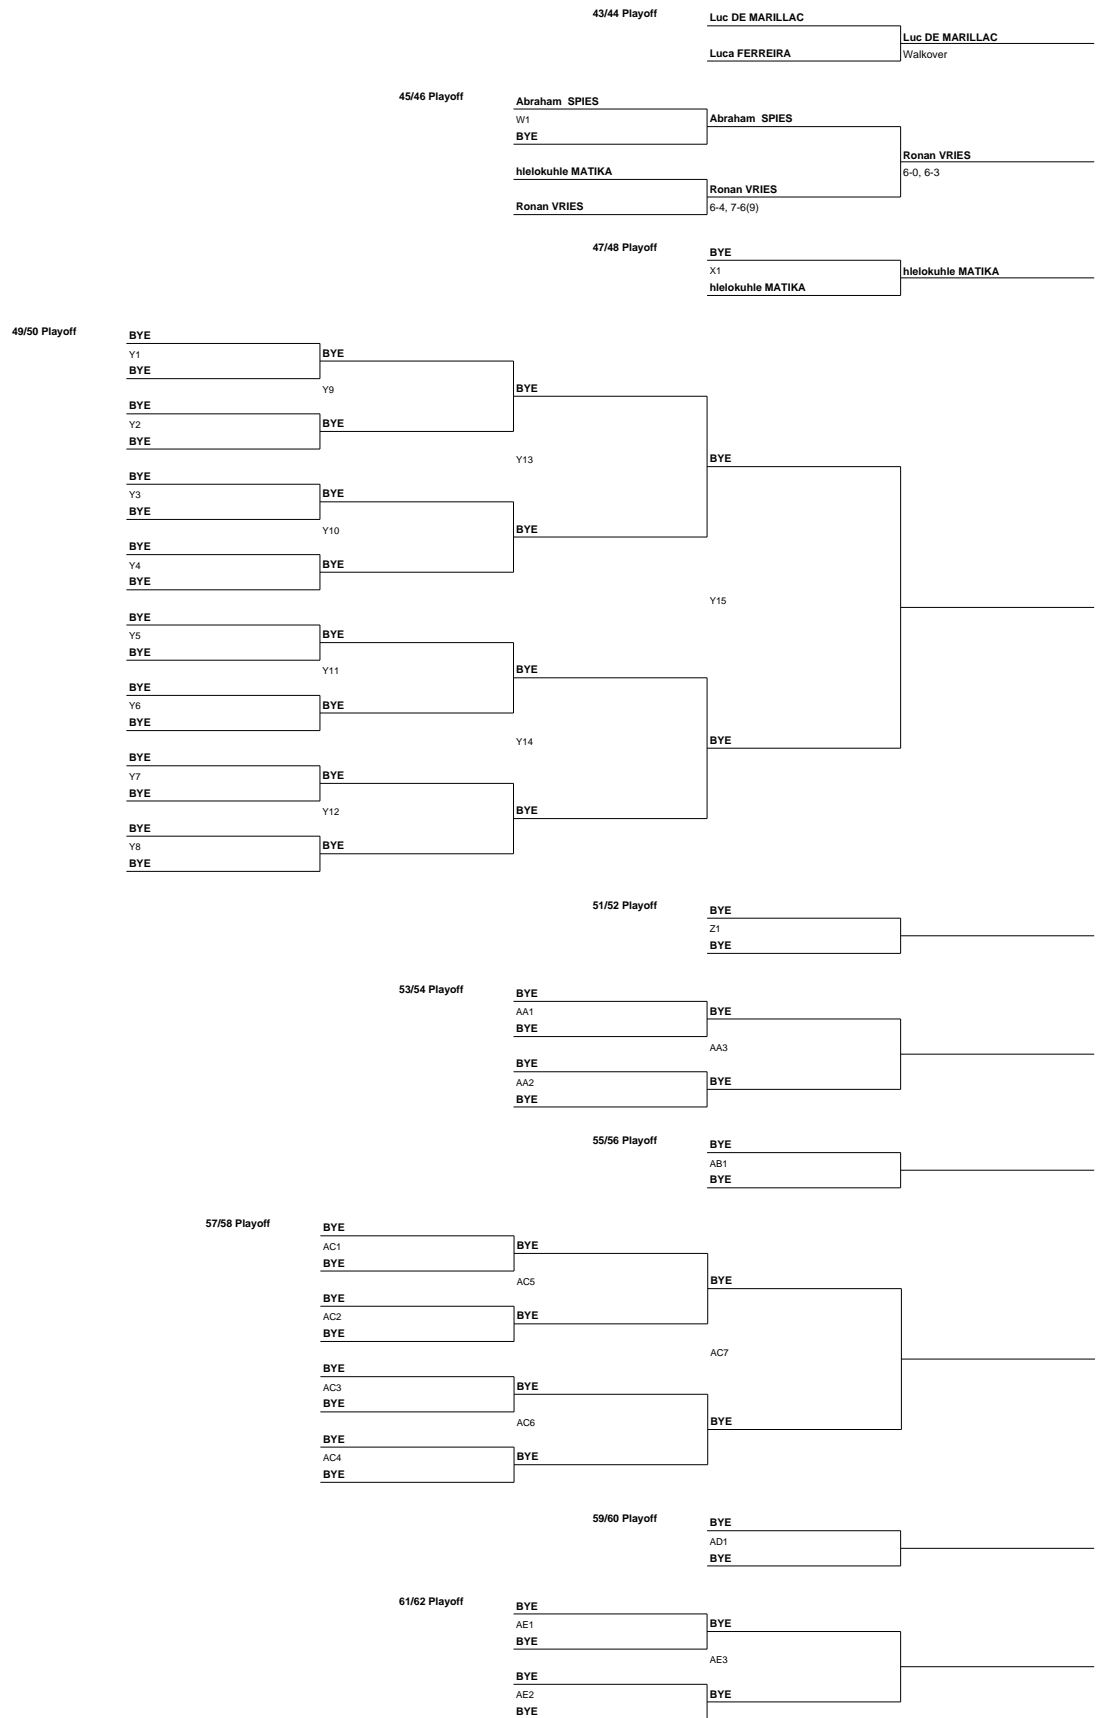 43/44 Playoff
Luc DE MARILLAC
Luc DE MARILLAC
Luca FERREIRA
Walkover
45/46 Playoff
Abraham  SPIES
W1
Abraham  SPIES
BYE
Ronan VRIES
6-0, 6-3
hlelokuhle MATIKA
Ronan VRIES
Ronan VRIES
6-4, 7-6(9)
47/48 Playoff
BYE
X1
hlelokuhle MATIKA
hlelokuhle MATIKA
49/50 Playoff
BYE
Y1
BYE
BYE
Y9
BYE
BYE
Y2
BYE
BYE
Y13
BYE
BYE
Y3
BYE
BYE
Y10
BYE
BYE
Y4
BYE
BYE
Y15
BYE
Y5
BYE
BYE
Y11
BYE
BYE
Y6
BYE
BYE
Y14
BYE
BYE
Y7
BYE
BYE
Y12
BYE
BYE
Y8
BYE
BYE
51/52 Playoff
BYE
Z1
BYE
53/54 Playoff
BYE
AA1
BYE
BYE
AA3
BYE
AA2
BYE
BYE
55/56 Playoff
BYE
AB1
BYE
57/58 Playoff
BYE
AC1
BYE
BYE
AC5
BYE
BYE
AC2
BYE
BYE
AC7
BYE
AC3
BYE
BYE
AC6
BYE
BYE
AC4
BYE
BYE
59/60 Playoff
BYE
AD1
BYE
61/62 Playoff
BYE
AE1
BYE
BYE
AE3
BYE
AE2
BYE
BYE